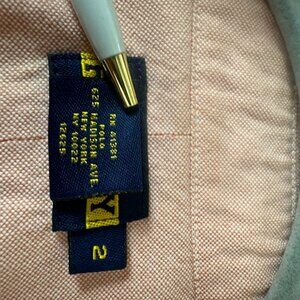 L
RN 41381
POLO
625 MADISON AVE.
NEW YORK
NY 10022
12625
Y
2